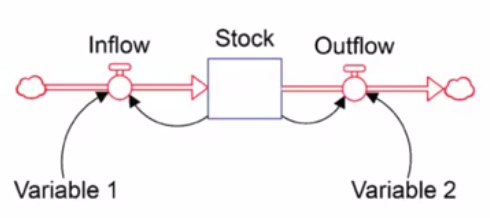 Inflow
Stock
Outflow
Variable 1
Variable 2